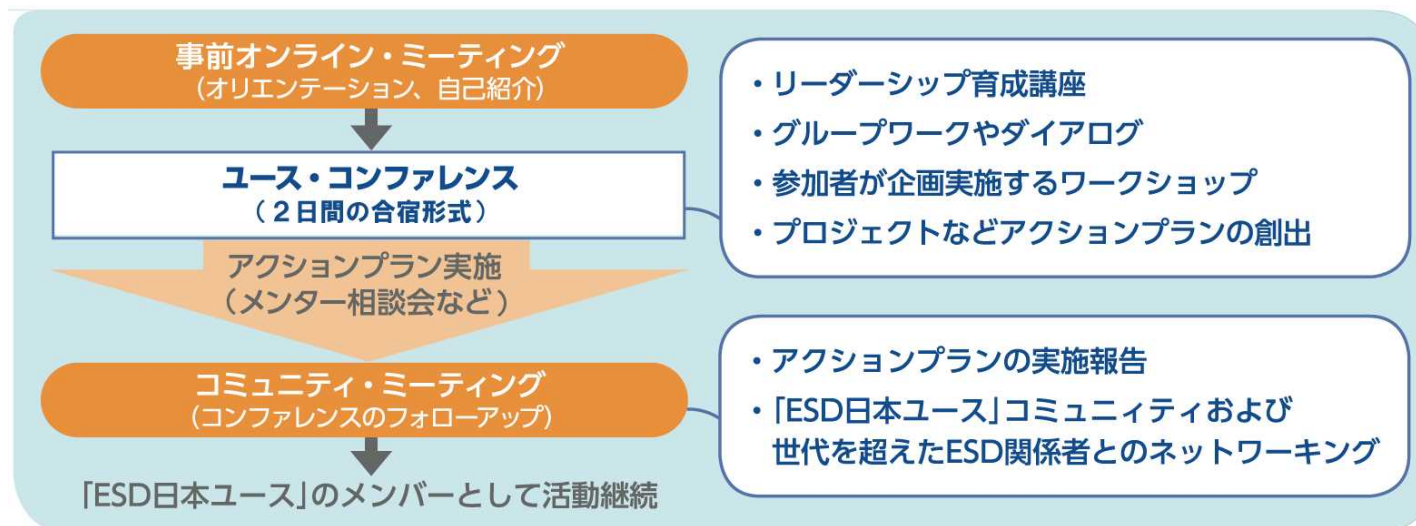 事前オンライン・ミーティング
(オリエンテーション、自己紹介)
ユース・コンファレンス
(2日間の合宿形式)
アクションプラン実施
(メンター相談会など)
コミュニティ・ミーティング
(コンファレンスのフォローアップ)
「ESD日本ユース」のメンバーとして活動継続
・リーダーシップ育成講座
・グループワークやダイアログ
・参加者が企画実施するワークショップ
・プロジェクトなどアクションプランの創出
・アクションプランの実施報告
・「ESD日本ユース」コミュニィティおよび
世代を超えたESD関係者とのネットワーキング